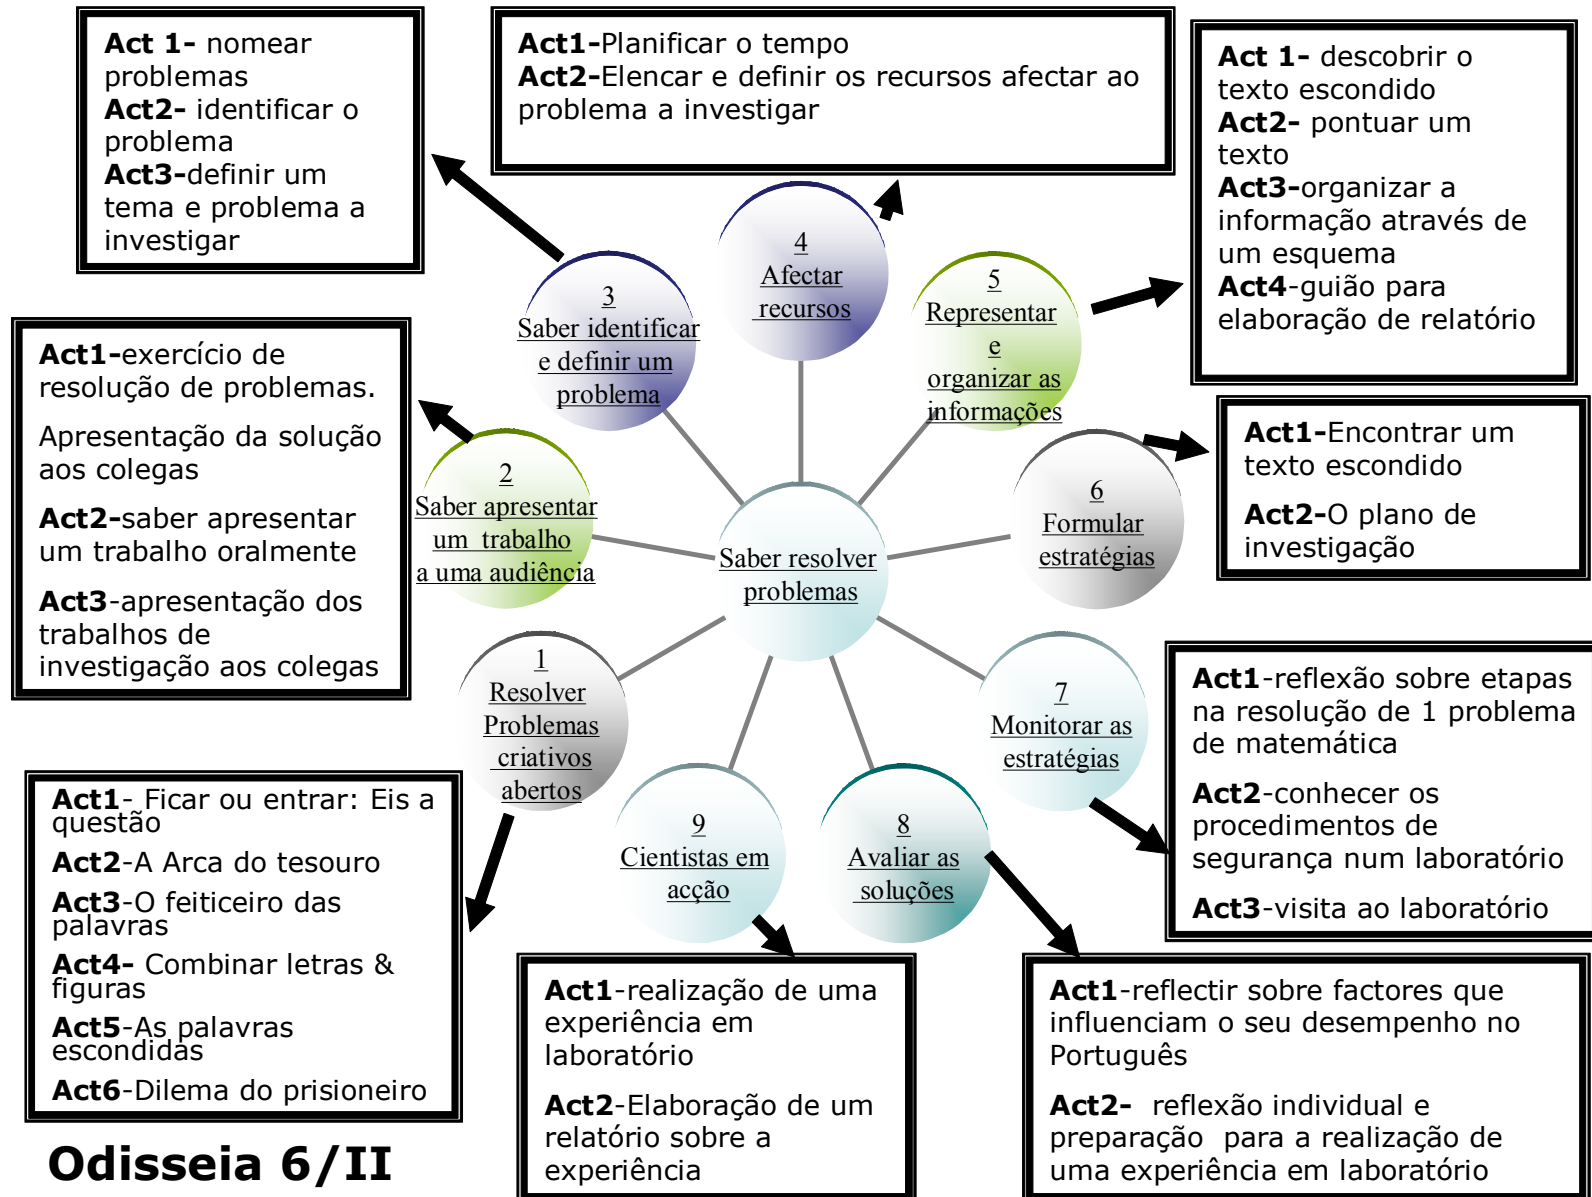 Act 1- nomear
problemas
Act2- identificar o
problema
Act3-definir um
tema e problema a
investigar
Act1-Planificar o tempo
Act2-Elencar e definir os recursos afectar ao
problema a investigar
Act 1- descobrir o
texto escondido
Act2- pontuar um
texto
Act3-organizar a
informação através de
um esquema
Act4-guião para
elaboração de relatório
4
Afectar
recursos
3
Saber identificar
e definir um
problema
5
Representar
e
organizar as
informações
Act1-exercício de
resolução de problemas.
Apresentação da solução
aos colegas
Act2-saber apresentar
um trabalho oralmente
Act3-apresentação dos
trabalhos de
investigação aos colegas
2
Saber apresentar
um trabalho
a uma audiência
6
Formular
estratégias
Act1-Encontrar um
texto escondido
Act2-O plano de
investigação
Saber resolver
problemas
1
Resolver
Problemas
criativos
abertos
7
Monitorar as
estratégias
Act1-reflexão sobre etapas
na resolução de 1 problema
de matemática
Act2-conhecer os
procedimentos de
segurança num laboratório
Act3-visita ao laboratório
9
Cientistas em
acção
8
Avaliar as
soluções
Act1- Ficar ou entrar: Eis a
questão
Act2-A Arca do tesouro
Act3-O feiticeiro das
palavras
Act4- Combinar letras &
figuras
Act5-As palavras
escondidas
Act6-Dilema do prisioneiro
Act1-realização de uma
experiência em
laboratório
Act2-Elaboração de um
relatório sobre a
experiência
Act1-reflectir sobre factores que
influenciam o seu desempenho no
Português
Act2- reflexão individual e
preparação para a realização de
uma experiência em laboratório
Odisseia 6/II